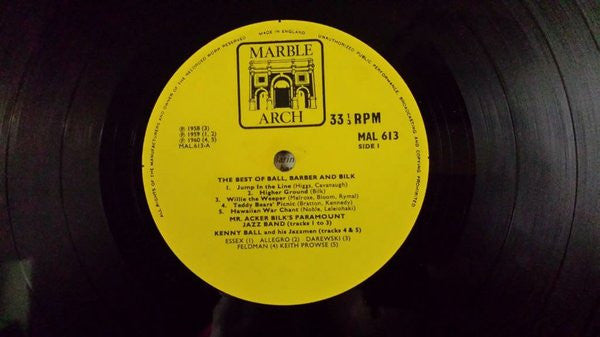 MADE IN ENGLAND
ALL RIGHTS OF THE MANUFACTURERS AND OWNER OF THE RECORDED WORK RESERVED
UNAUTHORIZED PUBLIC PERFORMANCE, BROADCASTING AND COPYING PROHIBITED
MARBLE
ARCH
33⅓ RPM
MAL 613
SIDE 1
℗ 1958 (3)
℗ 1959 (1, 2)
℗ 1960 (4, 5)
MAL.613-A
THE BEST OF BALL, BARBER AND BILK
1. Jump In the Line (Higgs, Cavanaugh)
2. Higher Ground (Bilk)
3. Willie the Weeper (Melrose, Bloom, Rymal)
4. Teddy Bears' Picnic (Bratton, Kennedy)
5. Hawaiian War Chant (Noble, Leleiohaki)
MR. ACKER BILK'S PARAMOUNT
JAZZ BAND (tracks 1 to 3)
KENNY BALL and his Jazzmen (tracks 4 & 5)
ESSEX (1) ALLEGRO (2) DAREWSKI (3)
FELDMAN (4) KEITH PROWSE (5)